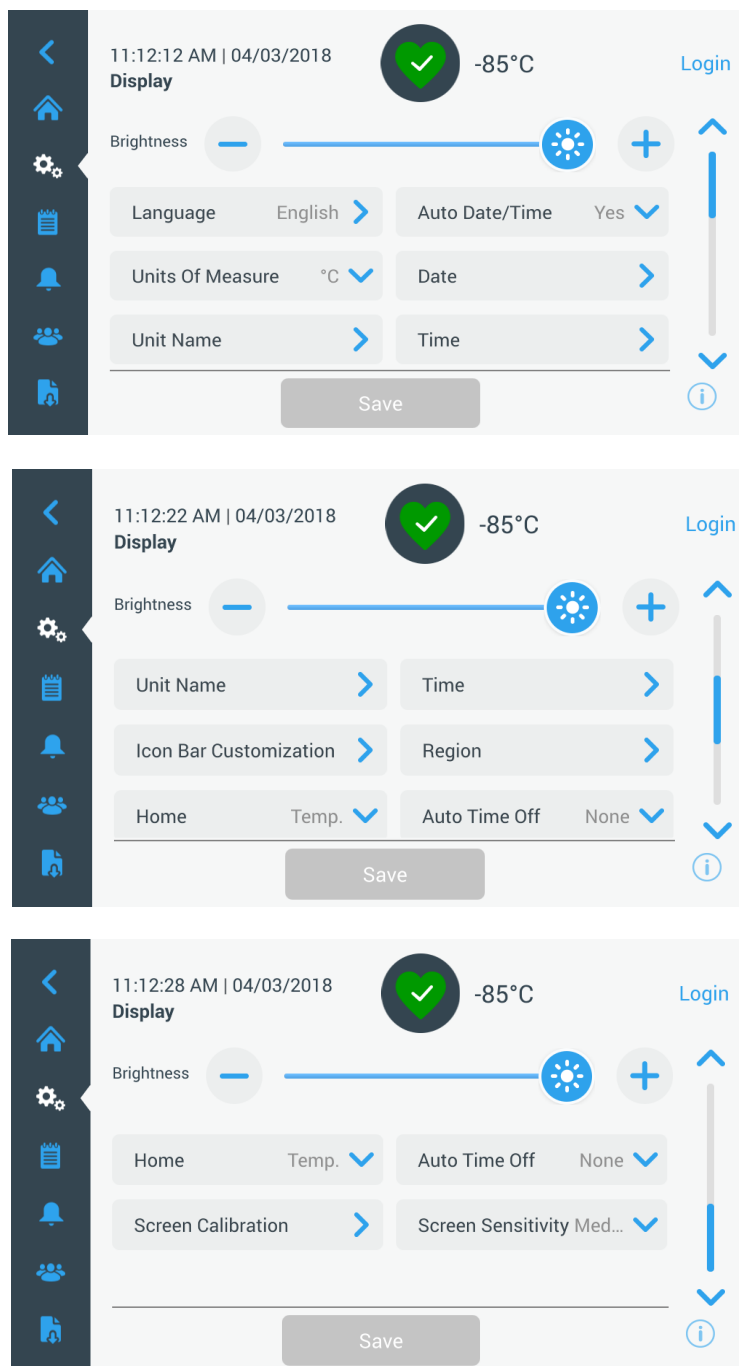 11:12:12 AM | 04/03/2018
Display
-85°C
Login
Brightness
Language English
Auto Date/Time Yes
Units Of Measure °C
Date
Unit Name
Time
Save
11:12:22 AM | 04/03/2018
Display
-85°C
Login
Brightness
Unit Name
Time
Icon Bar Customization
Region
Home Temp.
Auto Time Off None
Save
11:12:28 AM | 04/03/2018
Display
-85°C
Login
Brightness
Home Temp.
Auto Time Off None
Screen Calibration
Screen Sensitivity Med...
Save